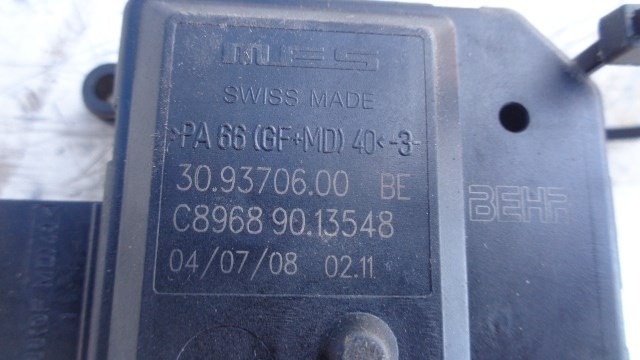 SWISS MADE
>PA 66 (GF+MD) 40< -3-
30.93706.00 BE
C8968 90.13548
04/07/08 02.11
BEHR